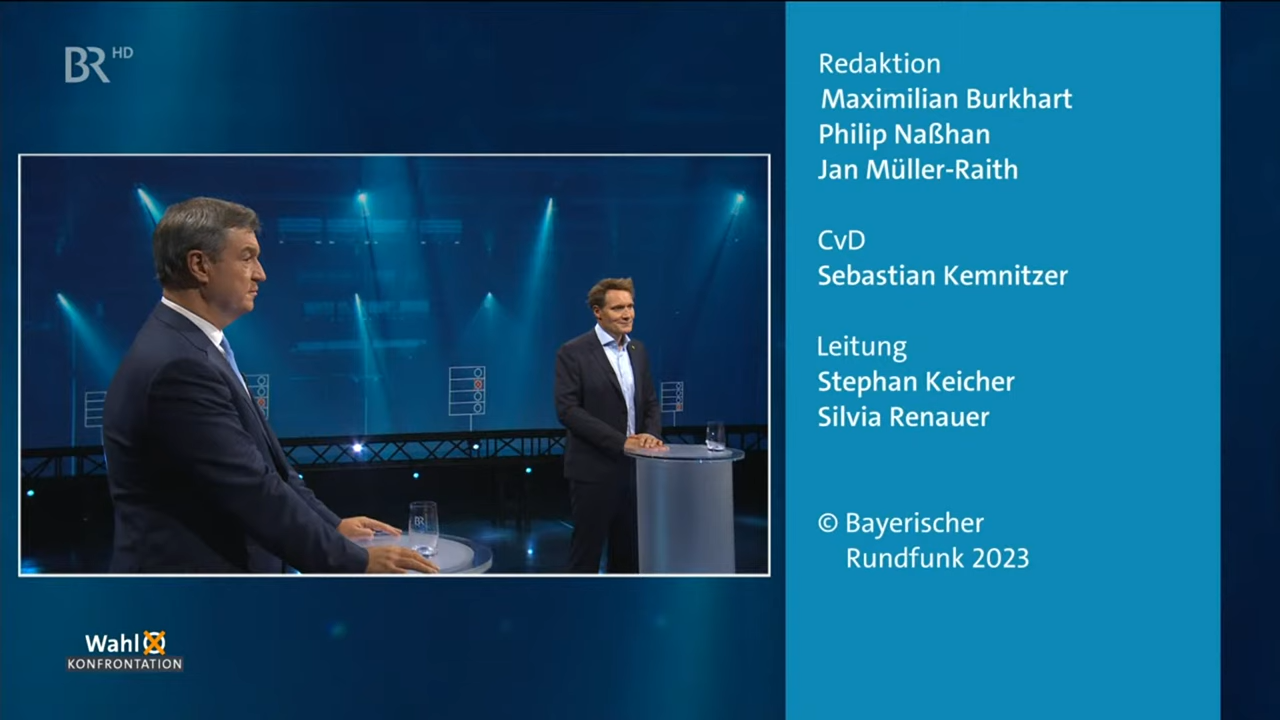 BR HD
Redaktion
Maximilian Burkhart
Philip Naßhan
Jan Müller-Raith
CvD
Sebastian Kemnitzer
Leitung
Stephan Keicher
Silvia Renauer
© Bayerischer
Rundfunk 2023
BR
Wahl
KONFRONTATION